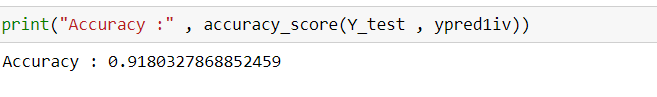 print("Accuracy :" , accuracy_score(Y_test , ypred1iv))
Accuracy : 0.9180327868852459